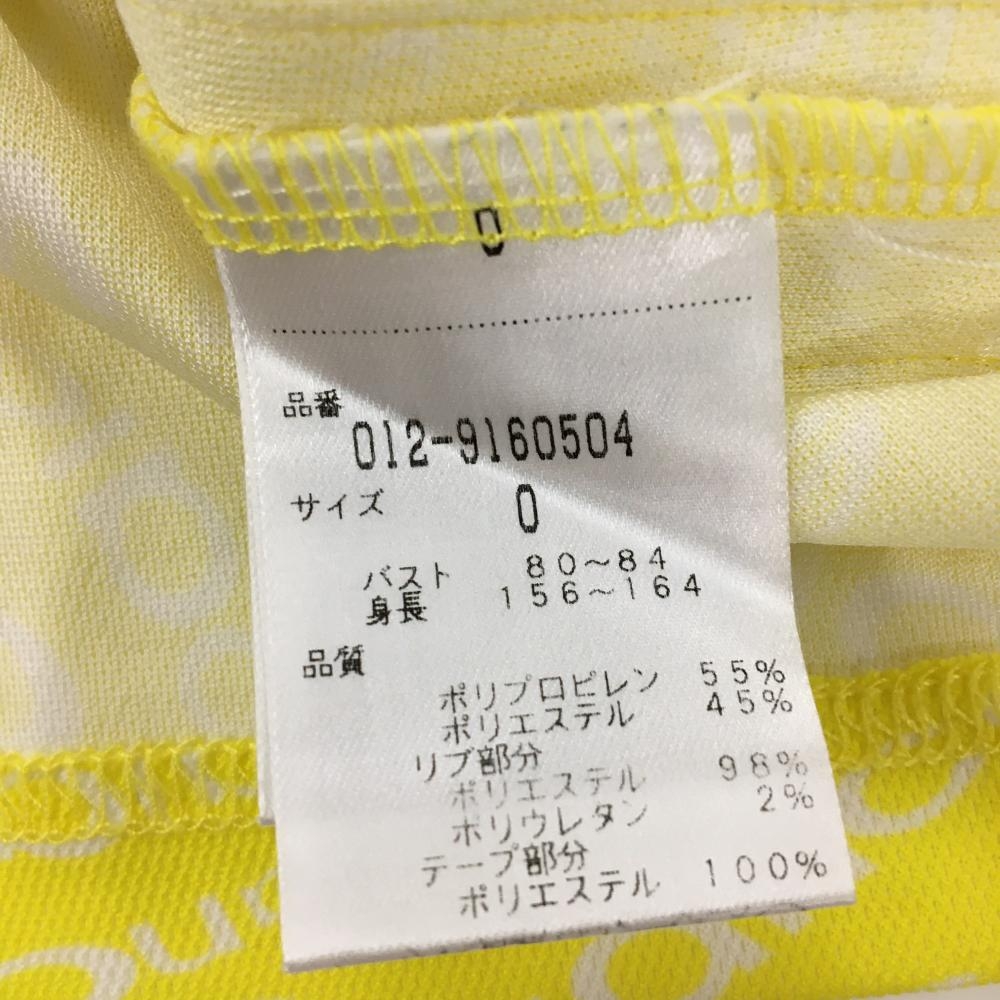 0
品番
012-9160504
サイズ 0
バスト 80~84
身長 156~164
品質
ポリプロピレン 55%
ポリエステル 45%
リブ部分
ポリエステル 98%
ポリウレタン 2%
テープ部分
ポリエステル 100%